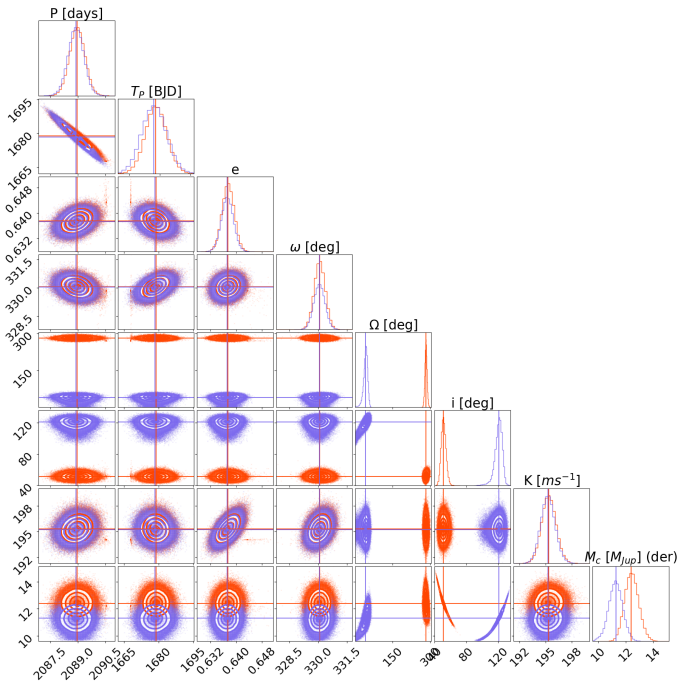 P [days]
1695
1680
1665
T_P [BJD]
0.648
0.640
0.632
e
331.5
330.0
328.5
ω [deg]
300
150
Ω [deg]
120
80
40
i [deg]
198
195
192
K [ms⁻¹]
14
12
10
M_c [M_Jup] (der)
2087.5 2089.0 2090.5 1665 1680 1695 0.632 0.640 0.648 328.5 330.0 331.5 150 300 40 80 120 192 195 198 10 12 14